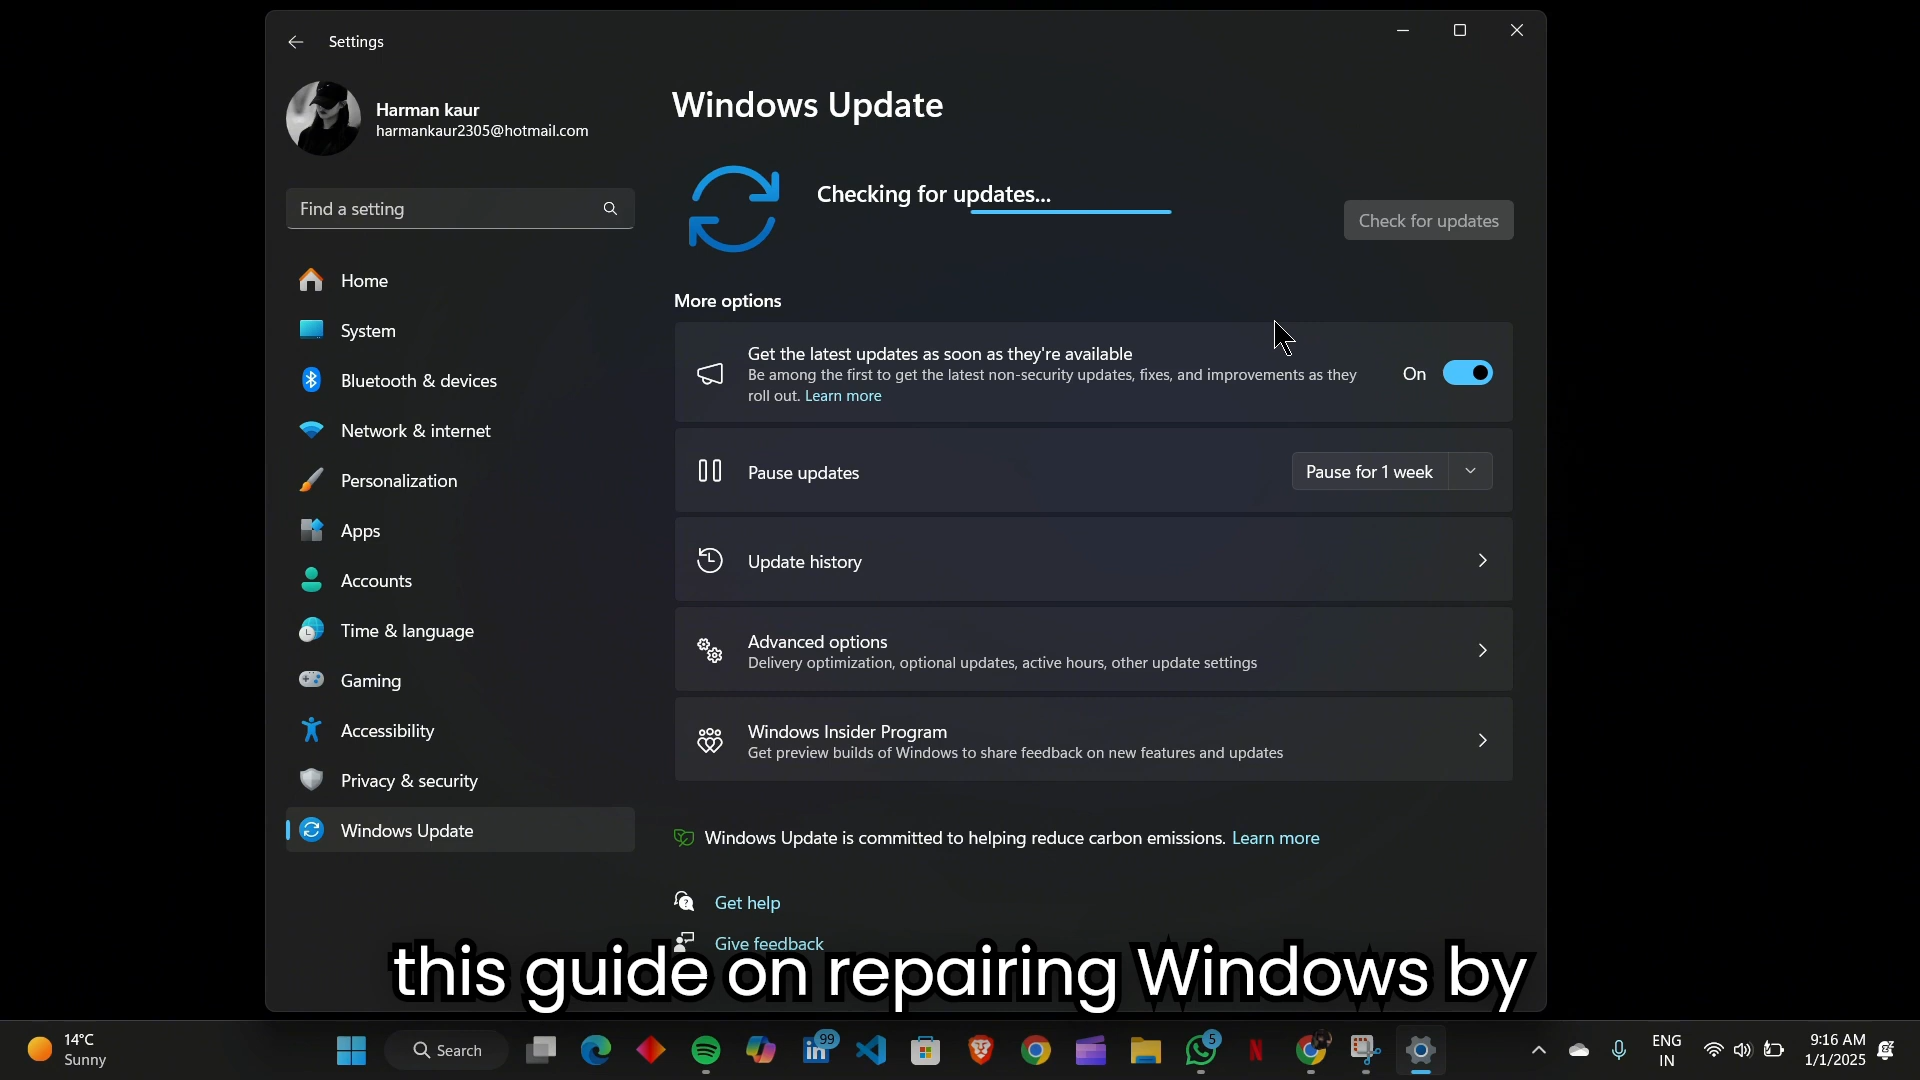 Settings
Harman kaur
harmankaur2305@hotmail.com
Find a setting
Home
System
Bluetooth & devices
Network & internet
Personalization
Apps
Accounts
Time & language
Gaming
Accessibility
Privacy & security
Windows Update
Windows Update
Checking for updates...
Check for updates
More options
Get the latest updates as soon as they're available
Be among the first to get the latest non-security updates, fixes, and improvements as they
roll out. Learn more
On
Pause updates
Pause for 1 week
Update history
Advanced options
Delivery optimization, optional updates, active hours, other update settings
Windows Insider Program
Get preview builds of Windows to share feedback on new features and updates
Windows Update is committed to helping reduce carbon emissions. Learn more
Get help
Give feedback
this guide on repairing Windows by
14°C
Sunny
Search
99
5
ENG
IN
9:16 AM
1/1/2025